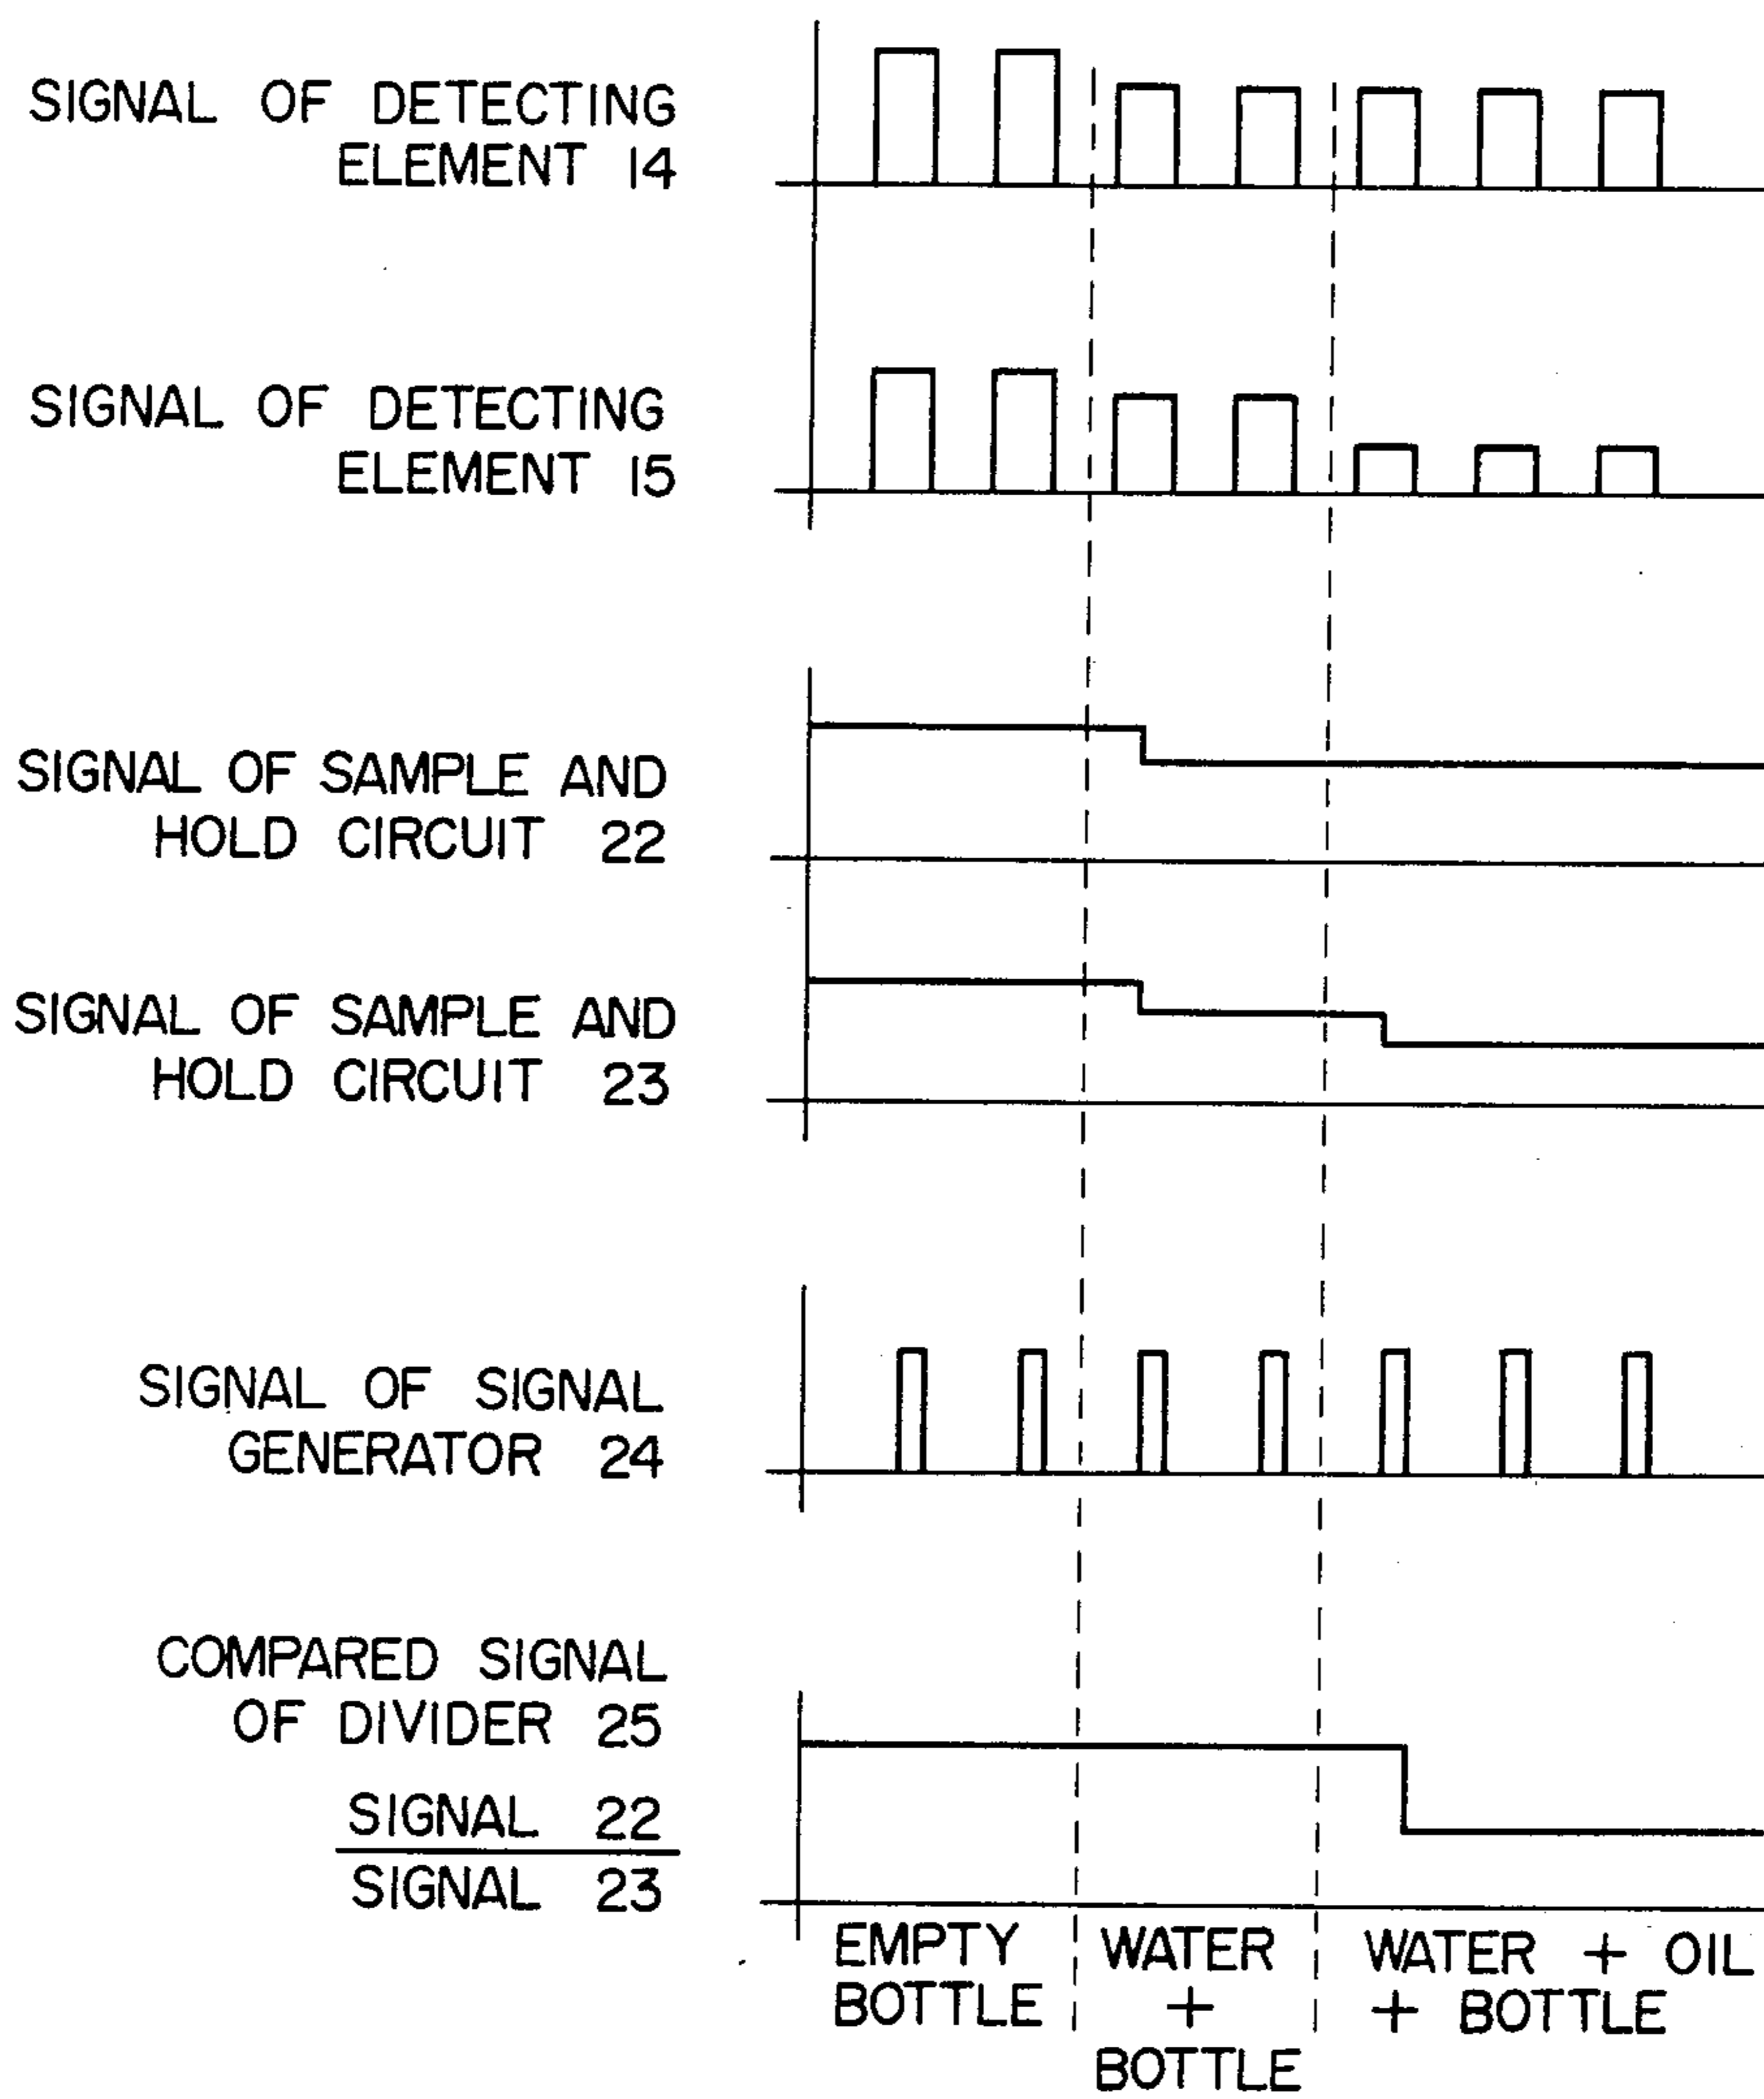 SIGNAL OF DETECTING
ELEMENT 14
SIGNAL OF DETECTING
ELEMENT 15
SIGNAL OF SAMPLE AND
HOLD CIRCUIT 22
SIGNAL OF SAMPLE AND
HOLD CIRCUIT 23
SIGNAL OF SIGNAL
GENERATOR 24
COMPARED SIGNAL
OF DIVIDER 25
SIGNAL 22
SIGNAL 23
EMPTY
BOTTLE
WATER
+
BOTTLE
WATER + OIL
+ BOTTLE